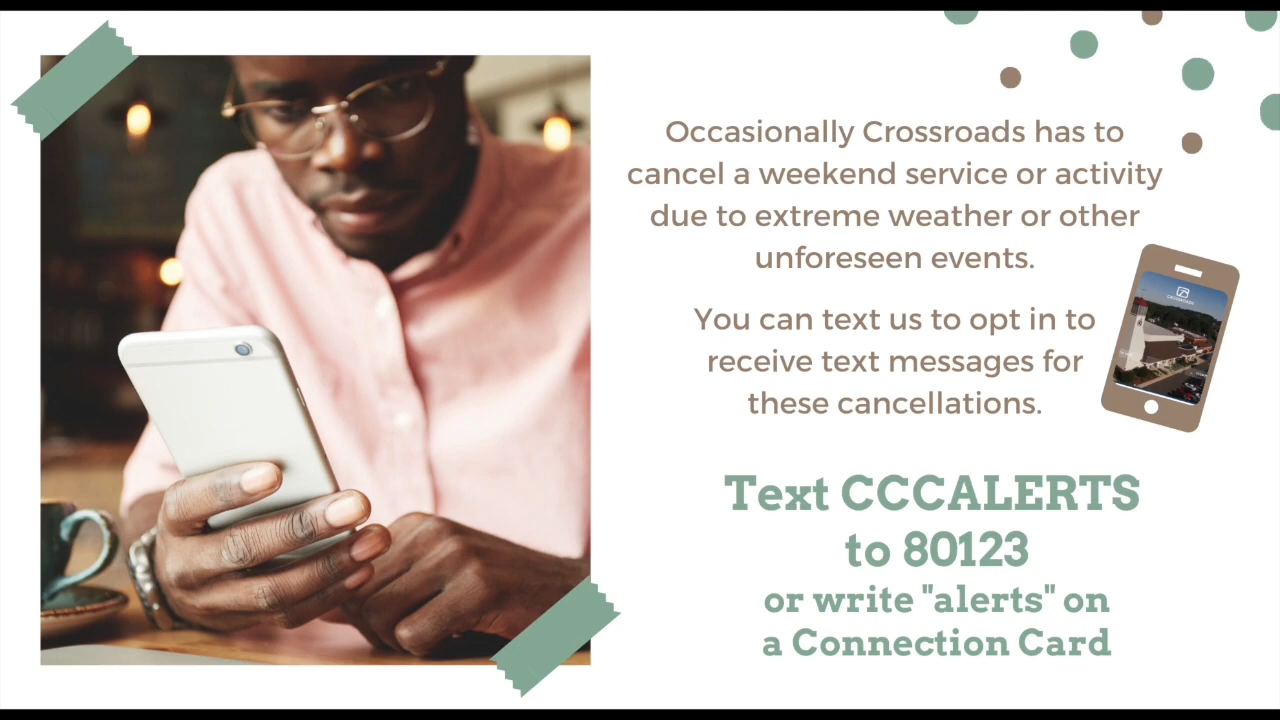 Occasionally Crossroads has to
cancel a weekend service or activity
due to extreme weather or other
unforeseen events.
You can text us to opt in to
receive text messages for
these cancellations.
CROSSROADS
Text CCCALERTS
to 80123
or write "alerts" on
a Connection Card